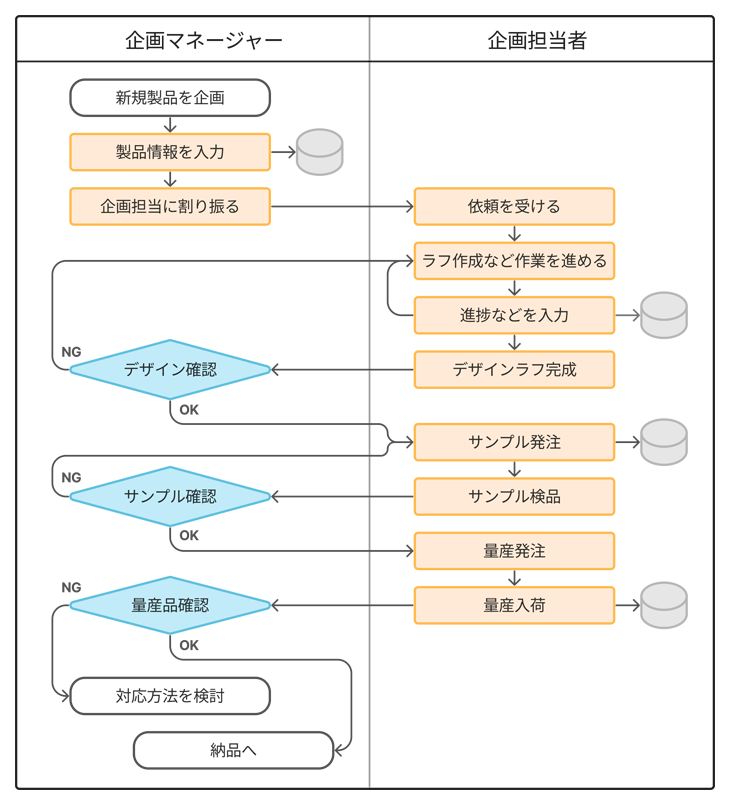 企画マネージャー
企画担当者
新規製品を企画
製品情報を入力
企画担当に割り振る
依頼を受ける
ラフ作成など作業を進める
進捗などを入力
NG
デザイン確認
デザインラフ完成
OK
サンプル発注
NG
サンプル確認
サンプル検品
OK
量産発注
NG
量産品確認
量産入荷
OK
対応方法を検討
納品へ